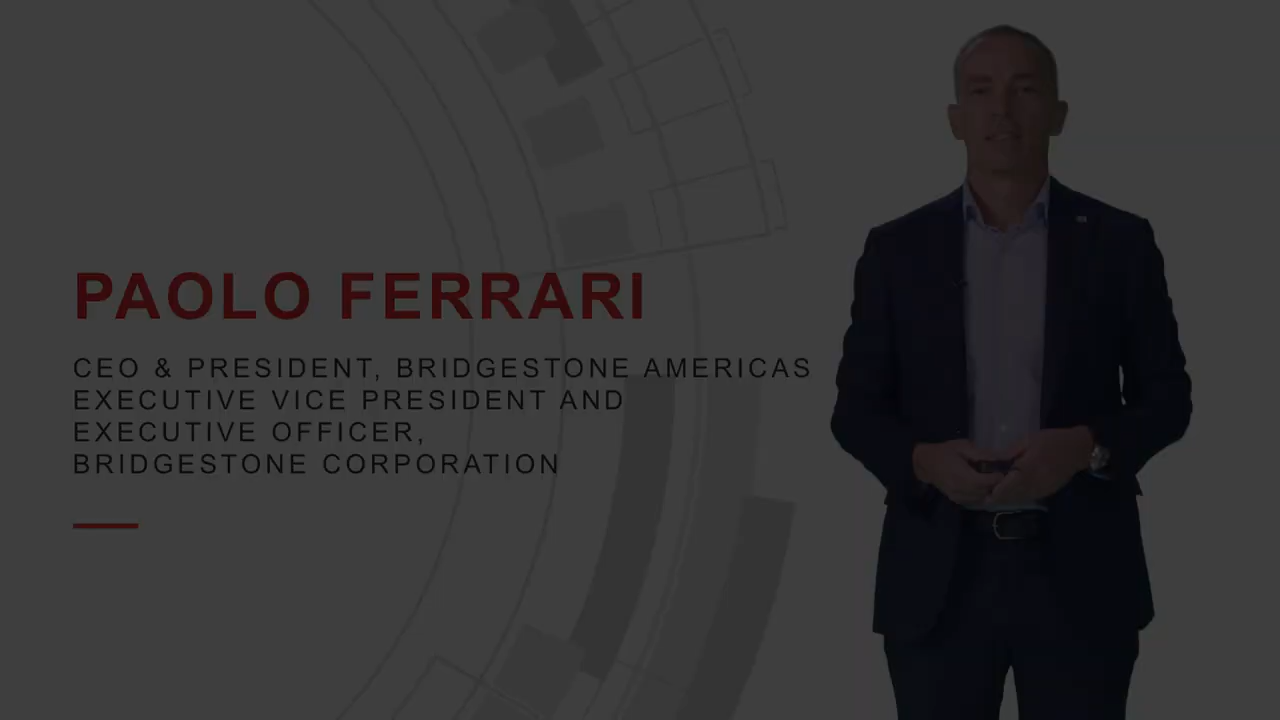 PAOLO FERRARI
CEO & PRESIDENT, BRIDGESTONE AMERICAS
EXECUTIVE VICE PRESIDENT AND
EXECUTIVE OFFICER,
BRIDGESTONE CORPORATION